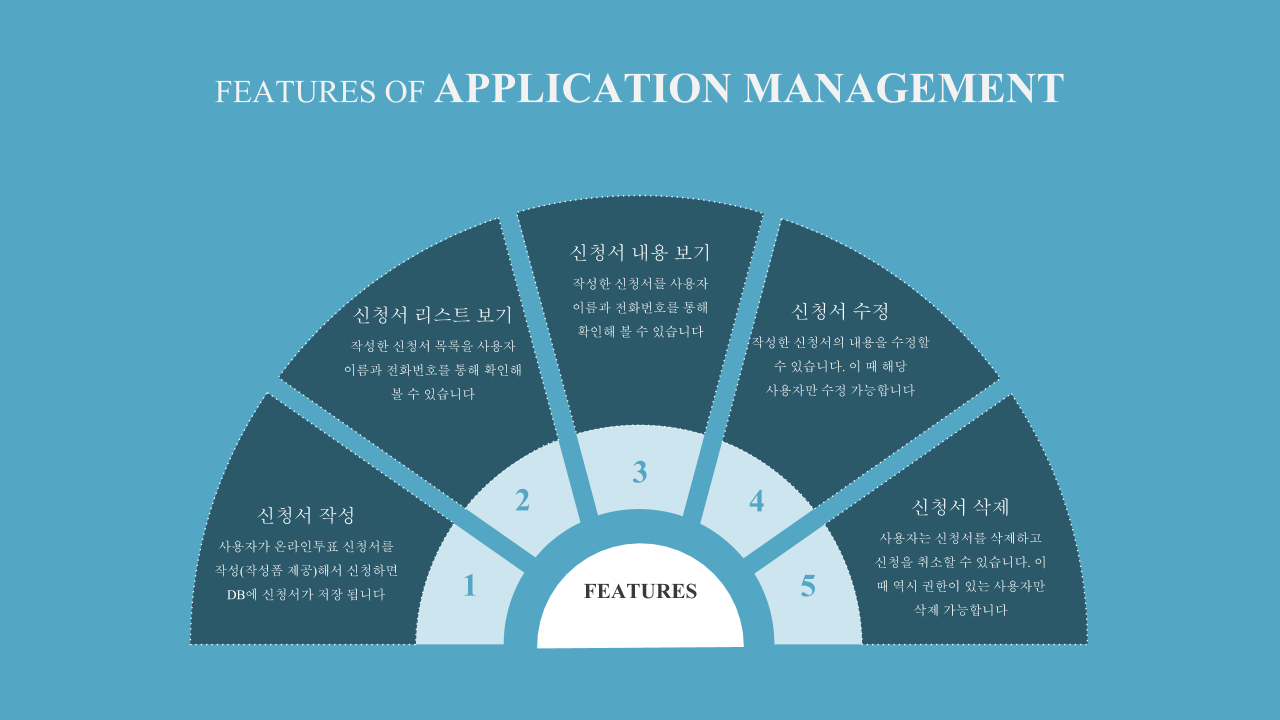 FEATURES OF APPLICATION MANAGEMENT
신청서 작성
사용자가 온라인투표 신청서를
작성(작성폼 제공)해서 신청하면
DB에 신청서가 저장 됩니다
1
신청서 리스트 보기
작성한 신청서 목록을 사용자
이름과 전화번호를 통해 확인해
볼 수 있습니다
2
신청서 내용 보기
작성한 신청서를 사용자
이름과 전화번호를 통해
확인해 볼 수 있습니다
3
신청서 수정
작성한 신청서의 내용을 수정할
수 있습니다. 이 때 해당
사용자만 수정 가능합니다
4
신청서 삭제
사용자는 신청서를 삭제하고
신청을 취소할 수 있습니다. 이
때 역시 권한이 있는 사용자만
삭제 가능합니다
5
FEATURES